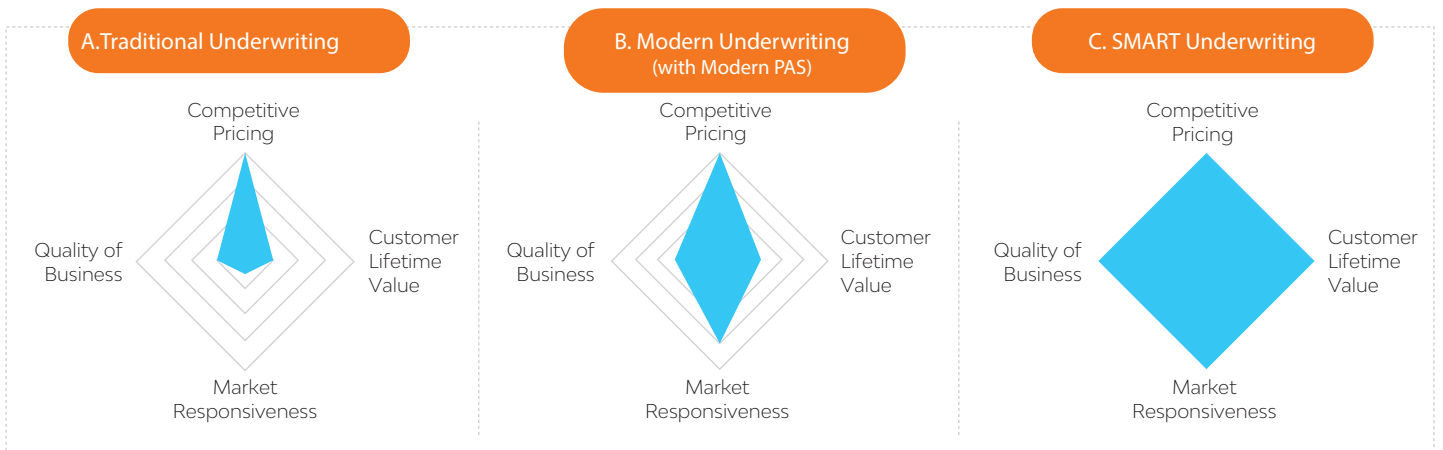 A.Traditional Underwriting
Competitive
Pricing
Quality of
Business
Customer
Lifetime
Value
Market
Responsiveness
B. Modern Underwriting
(with Modern PAS)
Competitive
Pricing
Quality of
Business
Customer
Lifetime
Value
Market
Responsiveness
C. SMART Underwriting
Competitive
Pricing
Quality of
Business
Customer
Lifetime
Value
Market
Responsiveness